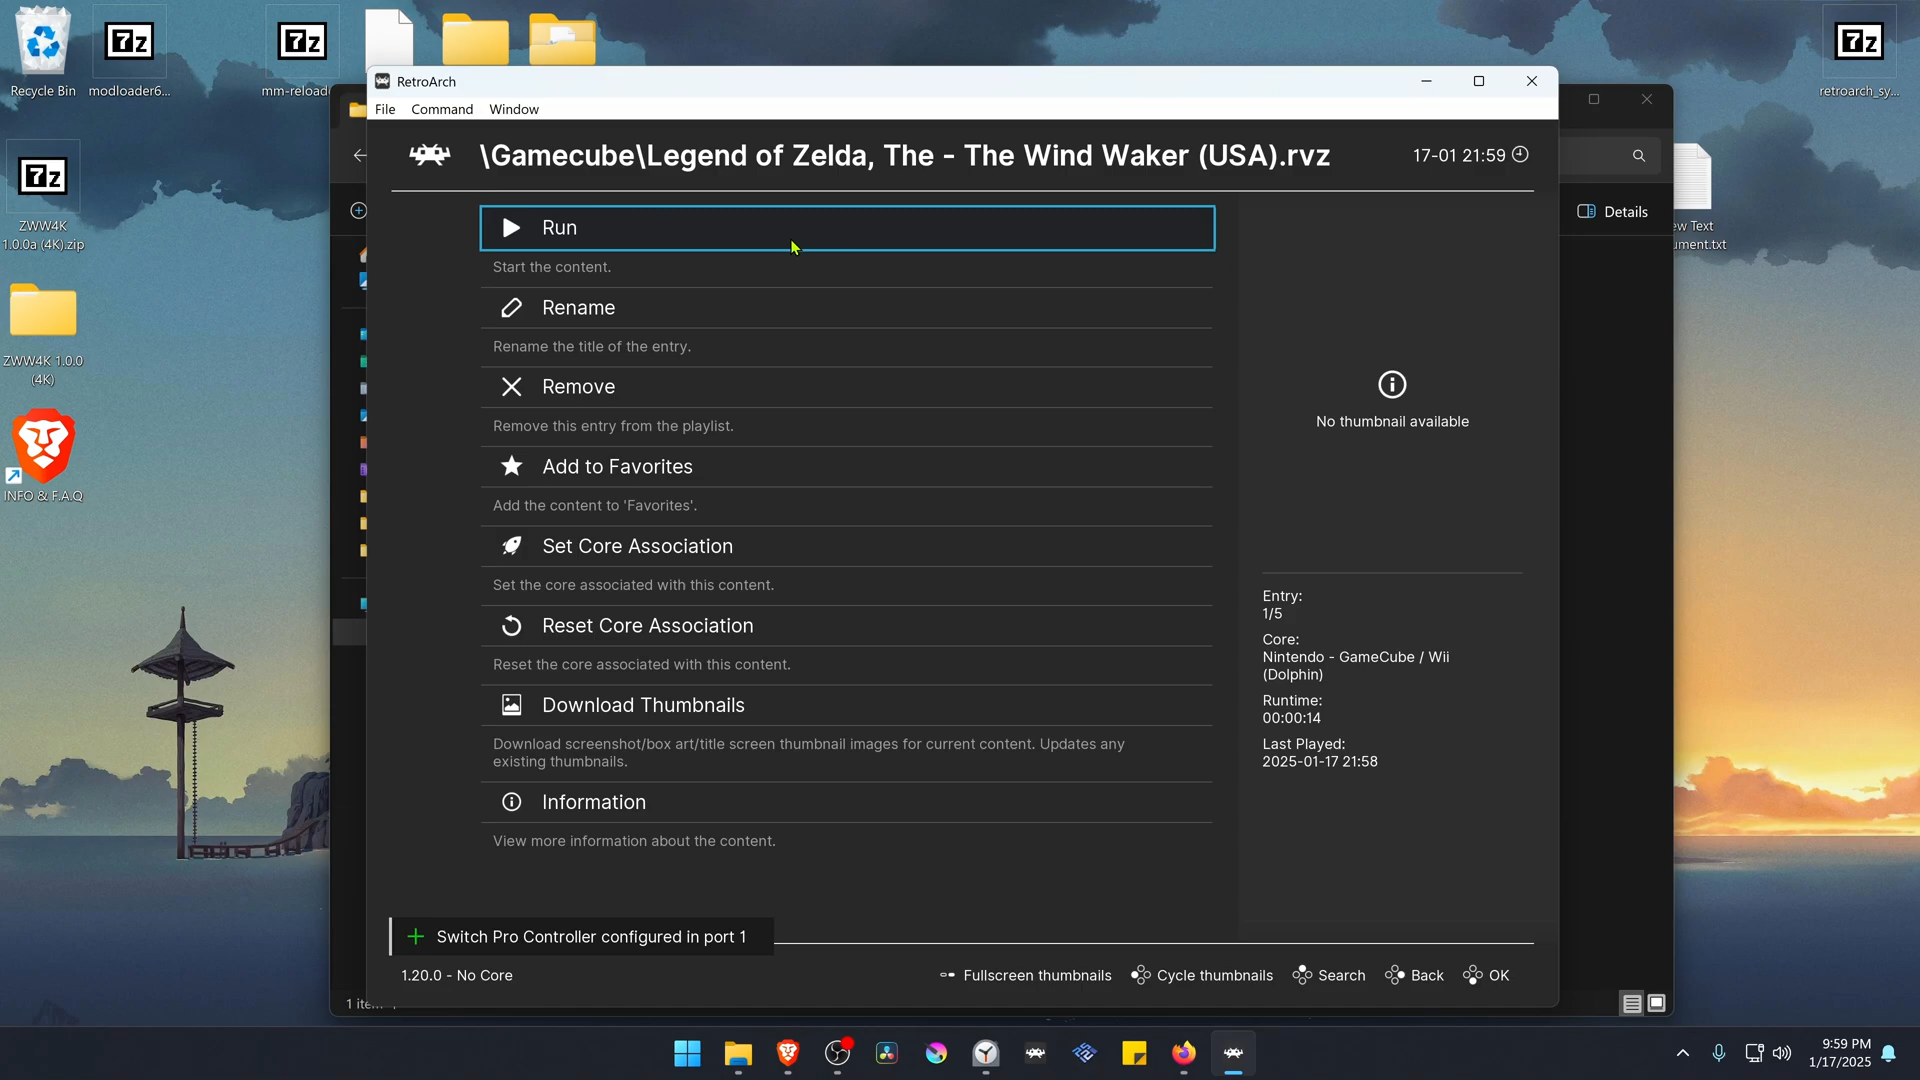 Recycle Bin
modloader6...
mm-reload
retroarch_sy...
RetroArch
File Command Window
\Gamecube\Legend of Zelda, The - The Wind Waker (USA).rvz
17-01 21:59
ZWW4K
1.0.0a (4K).zip
Details
ew Text
ument.txt
Run
Start the content.
Rename
Rename the title of the entry.
ZWW4K 1.0.0
(4K)
Remove
Remove this entry from the playlist.
No thumbnail available
Add to Favorites
Add the content to 'Favorites'.
INFO & F.A.Q
Set Core Association
Set the core associated with this content.
Reset Core Association
Reset the core associated with this content.
Download Thumbnails
Download screenshot/box art/title screen thumbnail images for current content. Updates any
existing thumbnails.
Information
View more information about the content.
Entry:
1/5
Core:
Nintendo - GameCube / Wii
(Dolphin)
Runtime:
00:00:14
Last Played:
2025-01-17 21:58
Switch Pro Controller configured in port 1
1.20.0 - No Core
Fullscreen thumbnails Cycle thumbnails Search Back OK
9:59 PM
1/17/2025